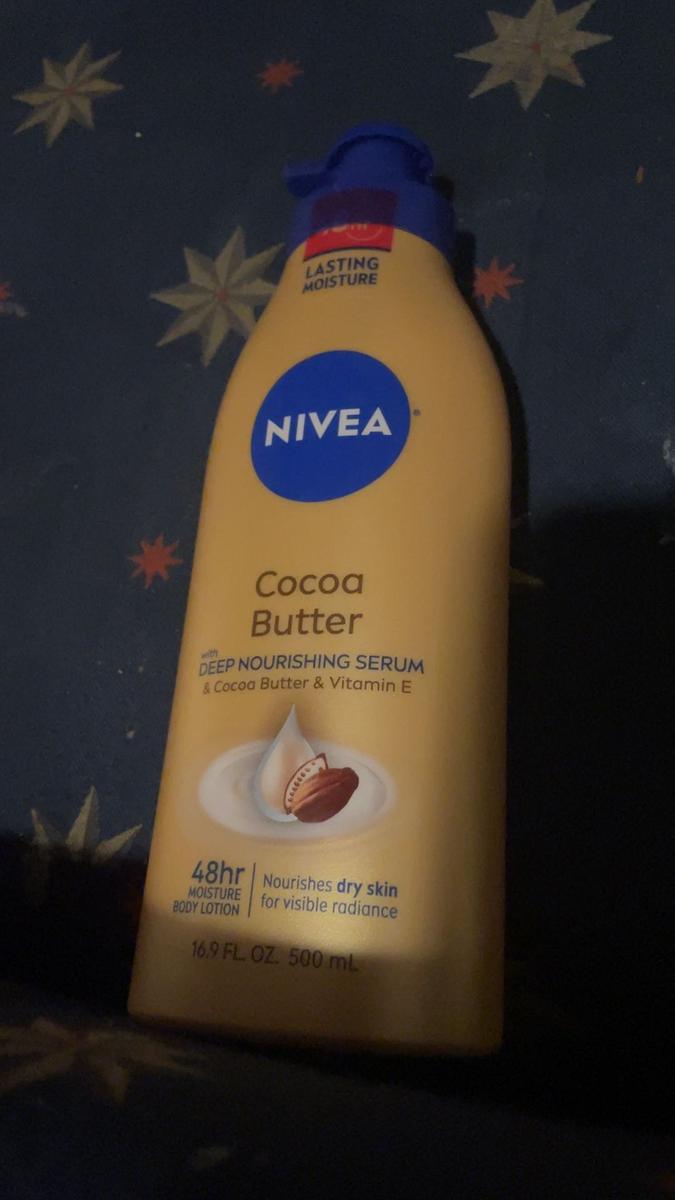 LASTING
MOISTURE
NIVEA
Cocoa
Butter
with
DEEP NOURISHING SERUM
& Cocoa Butter & Vitamin E
48hr
MOISTURE
BODY LOTION
Nourishes dry skin
for visible radiance
16.9 FL. OZ. 500 mL